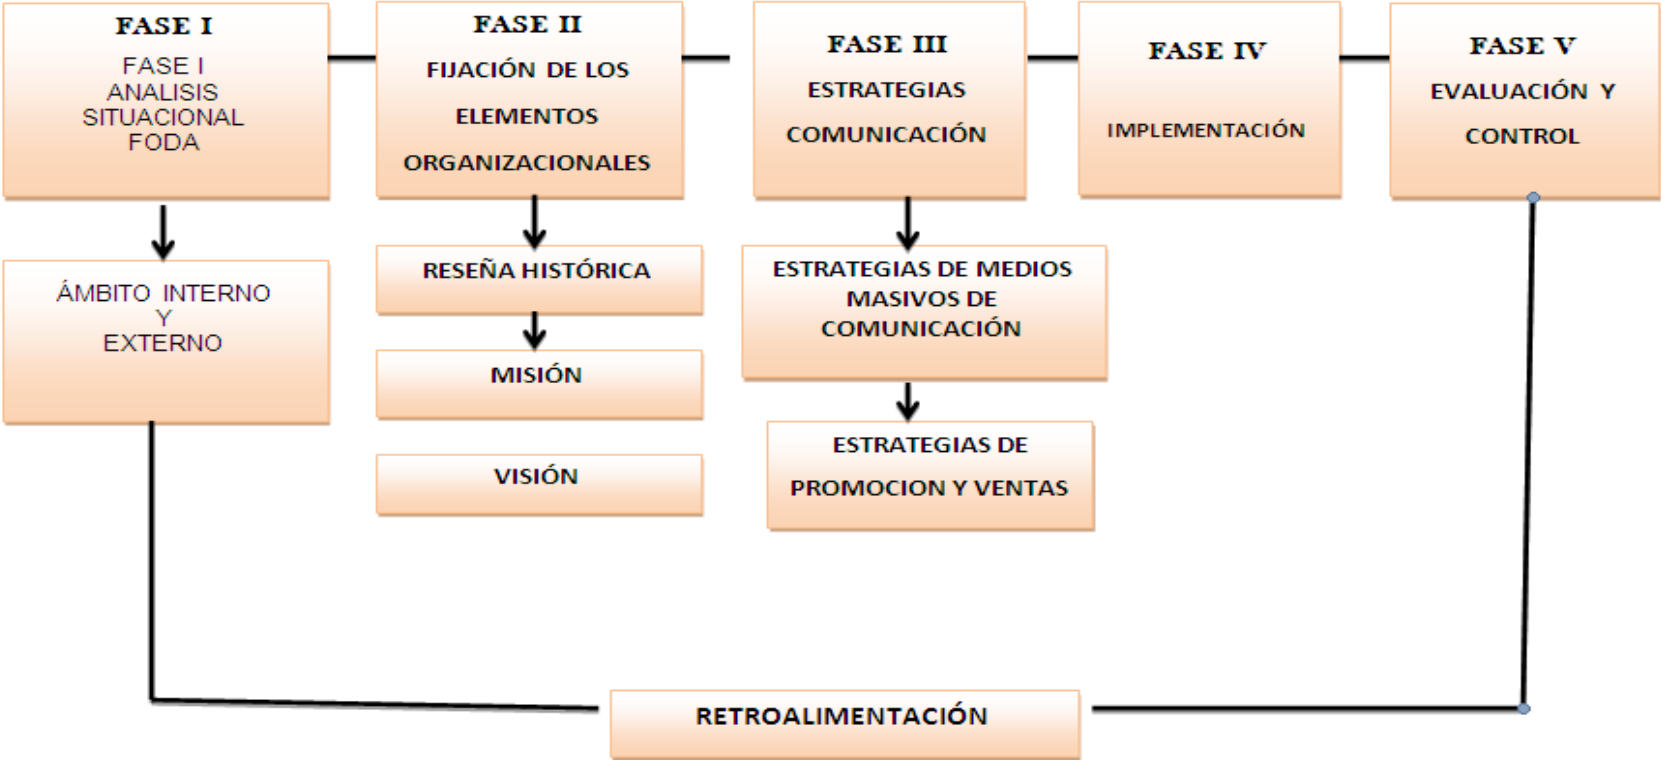 FASE I
FASE I
ANALISIS
SITUACIONAL
FODA
ÁMBITO INTERNO
Y
EXTERNO
FASE II
FIJACIÓN DE LOS
ELEMENTOS
ORGANIZACIONALES
RESEÑA HISTÓRICA
MISIÓN
VISIÓN
FASE III
ESTRATEGIAS
COMUNICACIÓN
ESTRATEGIAS DE MEDIOS
MASIVOS DE
COMUNICACIÓN
ESTRATEGIAS DE
PROMOCION Y VENTAS
FASE IV
IMPLEMENTACIÓN
FASE V
EVALUACIÓN Y
CONTROL
RETROALIMENTACIÓN